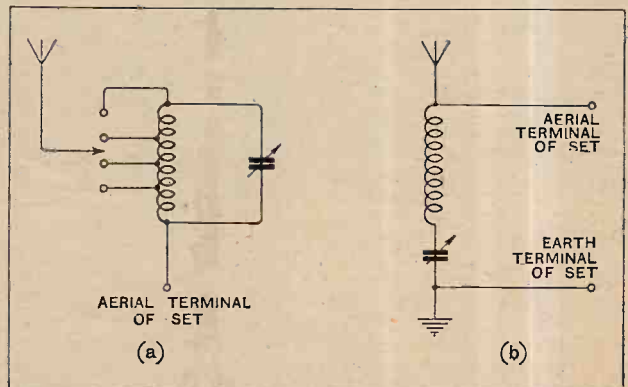 AERIAL TERMINAL
OF SET
(a)
AERIAL
TERMINAL
OF SET
EARTH
TERMINAL
OF SET
(b)